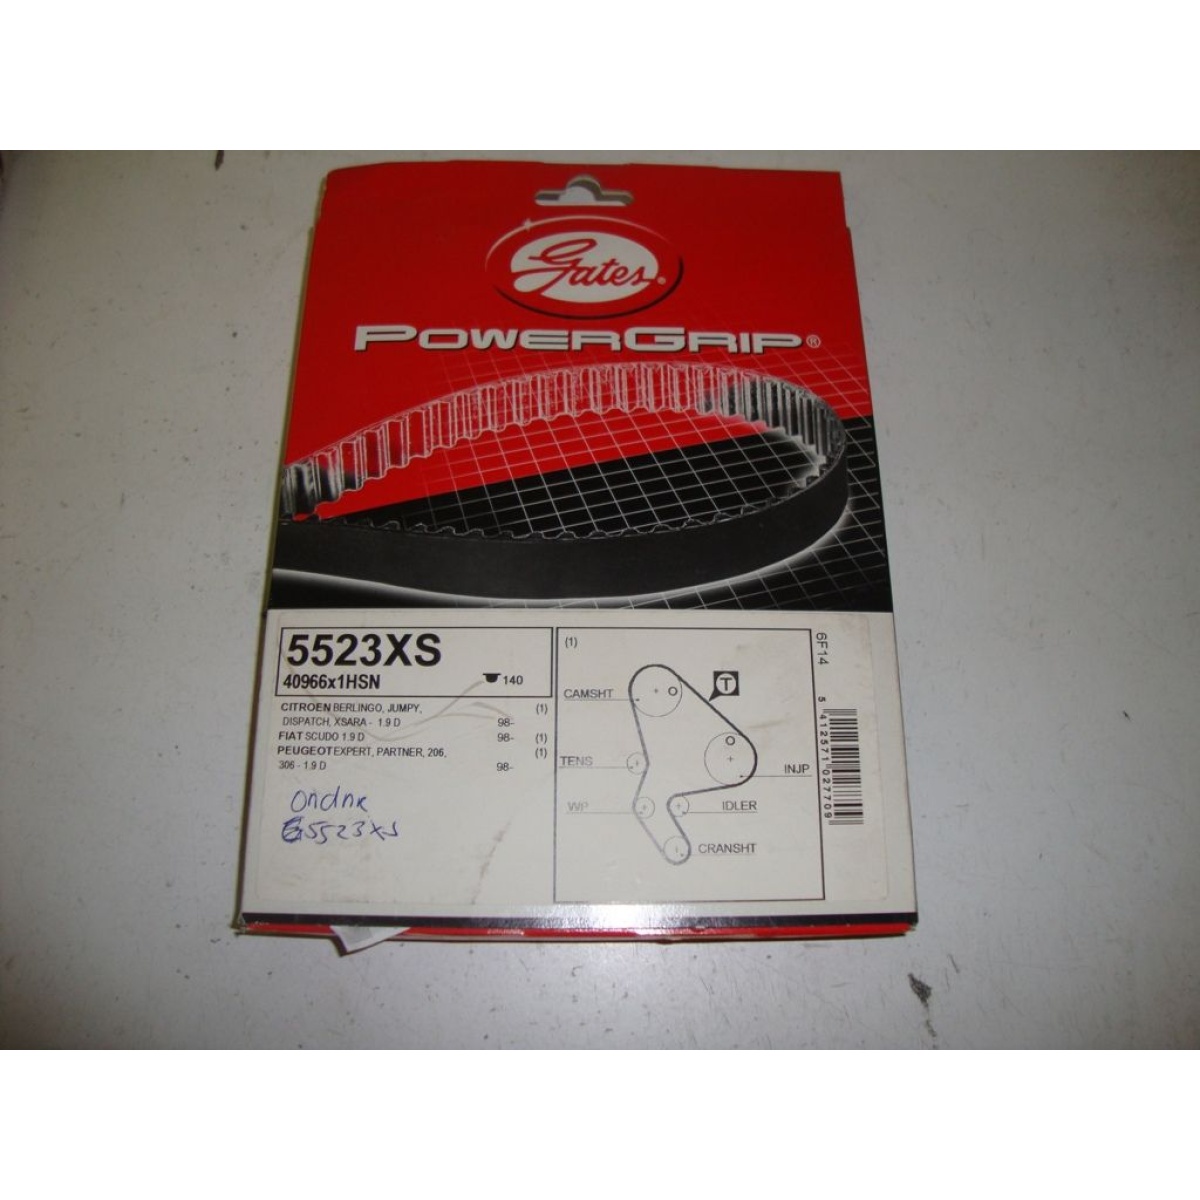 Gates®
POWERGRIP®
5523XS
40966x1HSN 140
CITROEN BERLINGO, JUMPY, (1)
DISPATCH, XSARA - 1.9 D 98-
FIAT SCUDO 1.9 D 98- (1)
PEUGEOT EXPERT, PARTNER, 206, (1)
306 - 1.9 D 98-
ondnr
G5523XS
(1)
CAMSHT
T
TENS
INJP
WP
IDLER
CRANSHT
6F14
5 412571 027709